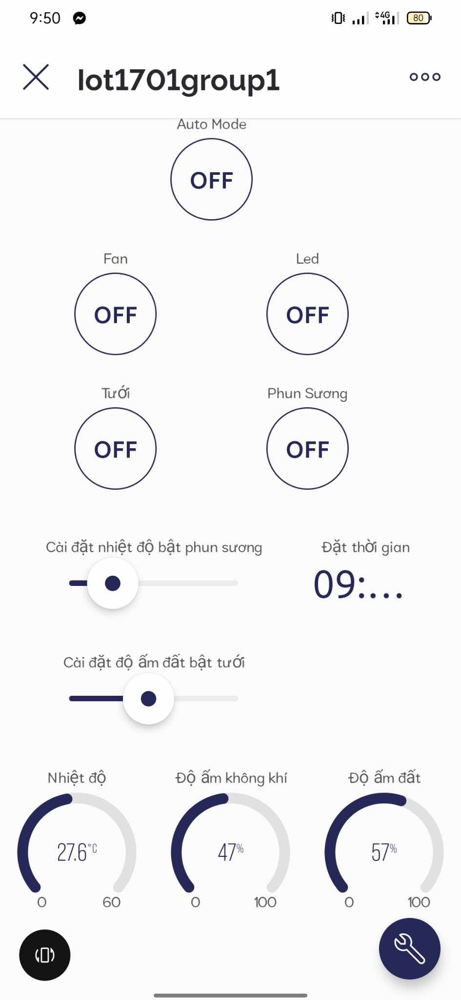 9:50 4G 80
Iot1701group1
Auto Mode
OFF
Fan Led
OFF OFF
Tưới Phun Sương
OFF OFF
Cài đặt nhiệt độ bật phun sương Đặt thời gian
09:...
Cài đặt độ ẩm đất bật tưới
Nhiệt độ Độ ẩm không khí Độ ẩm đất
27.6°C 47% 57%
0 60 0 100 0 100